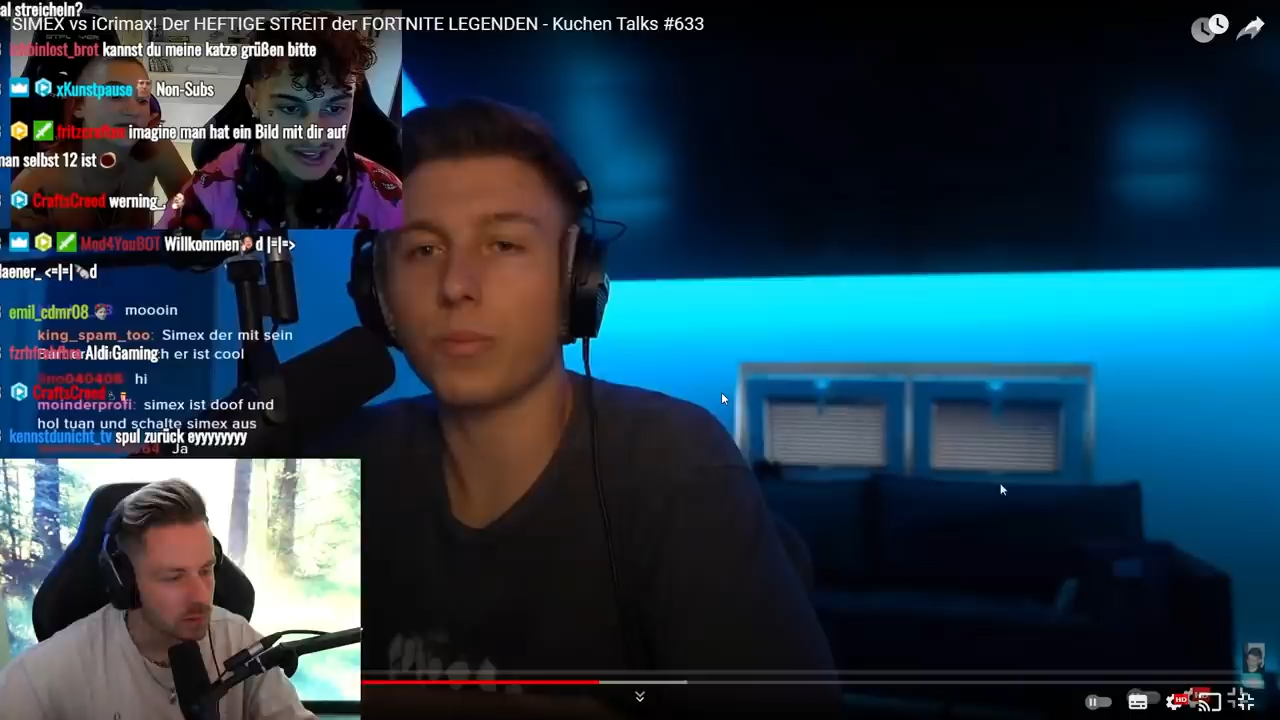 al streicheln?
SIMEX vs iCrimax! Der HEFTIGE STREIT der FORTNITE LEGENDEN - Kuchen Talks #633
kannst du meine katze grüßen bitte
xKunstpause Non-Subs
imagine man hat ein Bild mit dir auf
man selbst 12 ist
CraftsCreed werning_
Mod4YouBOT Willkommen d |=|=>
laener_ <=|=| d
emil_cdmr08 moooin
king_spam_too: Simex der mit sein
h er ist cool
Aldi Gaming
hi
CraftsCreed
moinderprofi: simex ist doof und
hol tuan und schalte simex aus
kennstdunicht_tv spul zurück eyyyyyyyy
Ja
HD